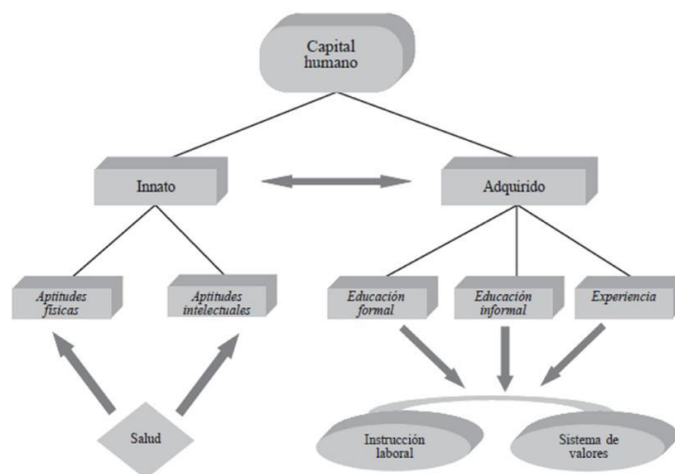 Capital
humano
Innato
Adquirido
Aptitudes
físicas
Aptitudes
intelectuales
Educación
formal
Educación
informal
Experiencia
Salud
Instrucción
laboral
Sistema de
valores